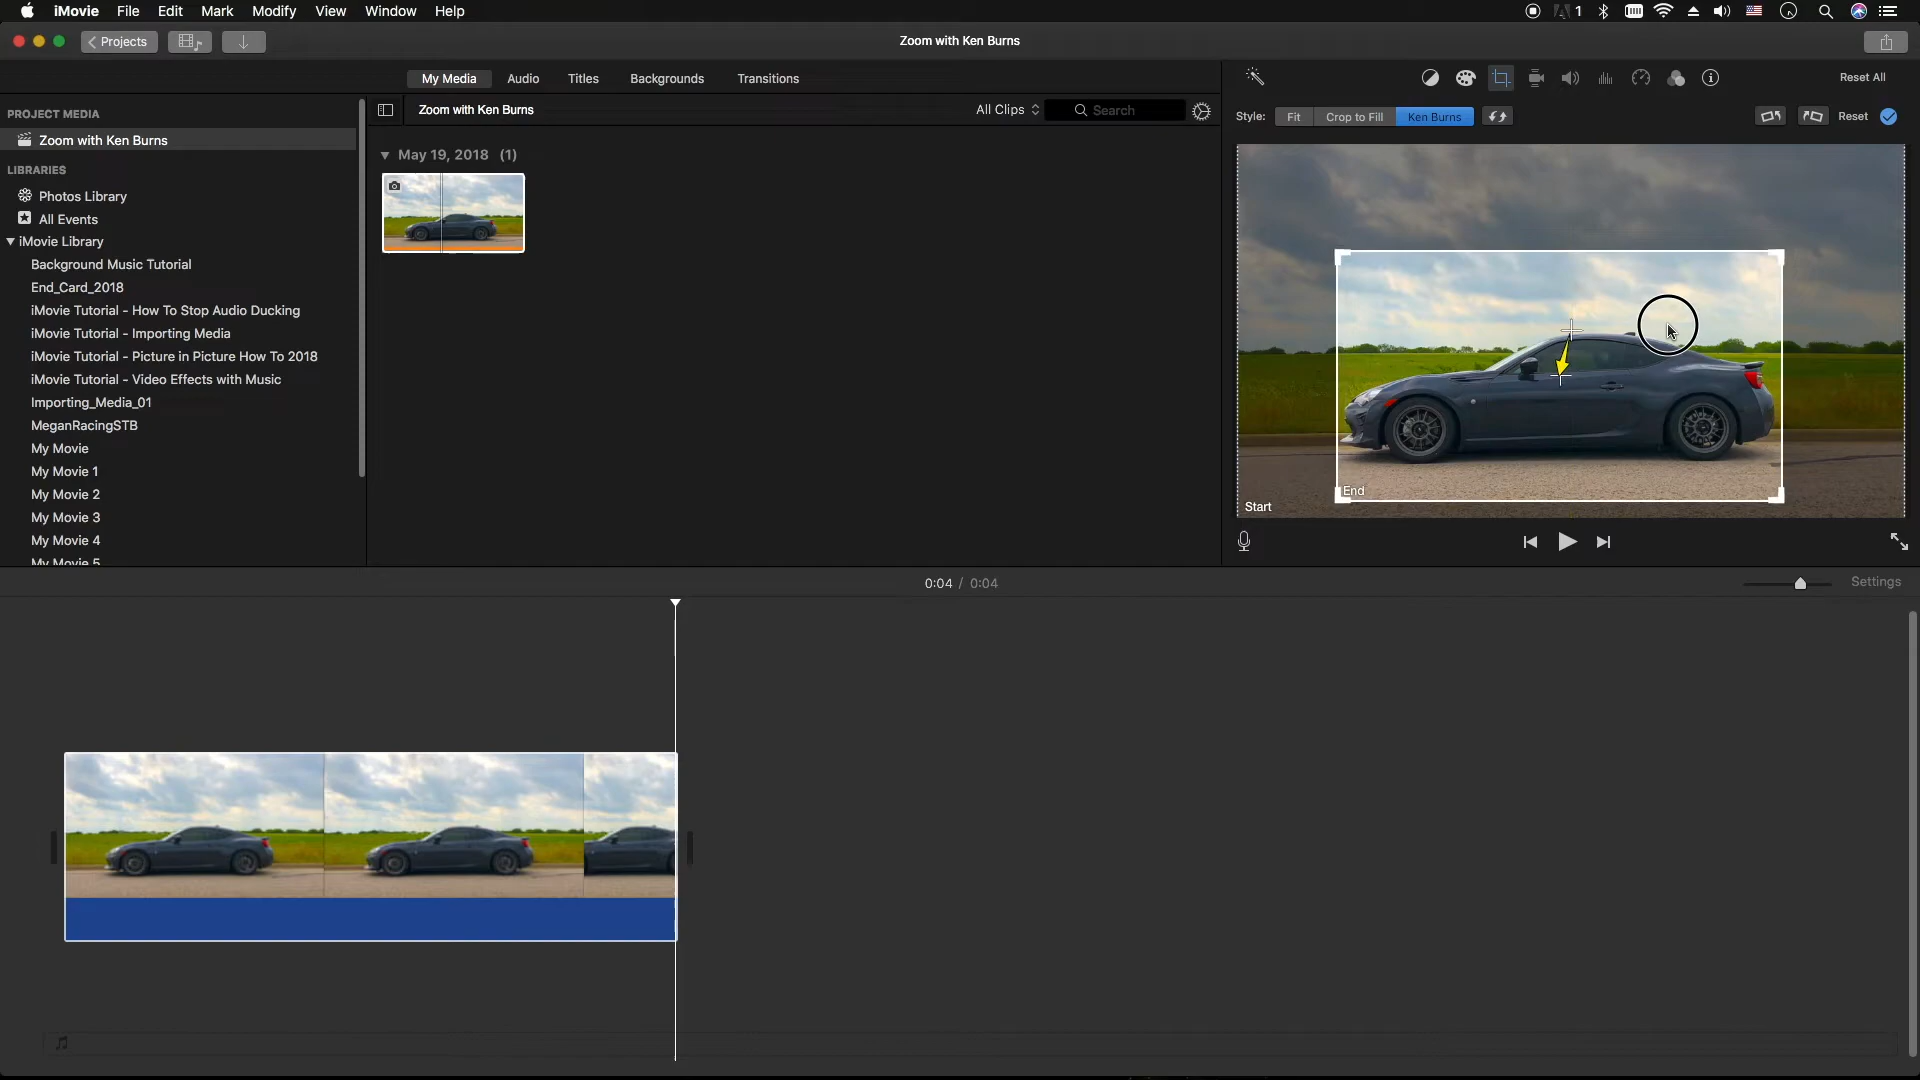 iMovie File Edit Mark Modify View Window Help 1
Projects Zoom with Ken Burns
My Media Audio Titles Backgrounds Transitions Reset All
PROJECT MEDIA
Zoom with Ken Burns
LIBRARIES
Photos Library
All Events
iMovie Library
Background Music Tutorial
End_Card_2018
iMovie Tutorial - How To Stop Audio Ducking
iMovie Tutorial - Importing Media
iMovie Tutorial - Picture in Picture How To 2018
iMovie Tutorial - Video Effects with Music
Importing_Media_01
MeganRacingSTB
My Movie
My Movie 1
My Movie 2
My Movie 3
My Movie 4
My Movie 5
Zoom with Ken Burns All Clips Search
May 19, 2018 (1)
Style: Fit Crop to Fill Ken Burns Reset
End
Start
0:04 / 0:04 Settings